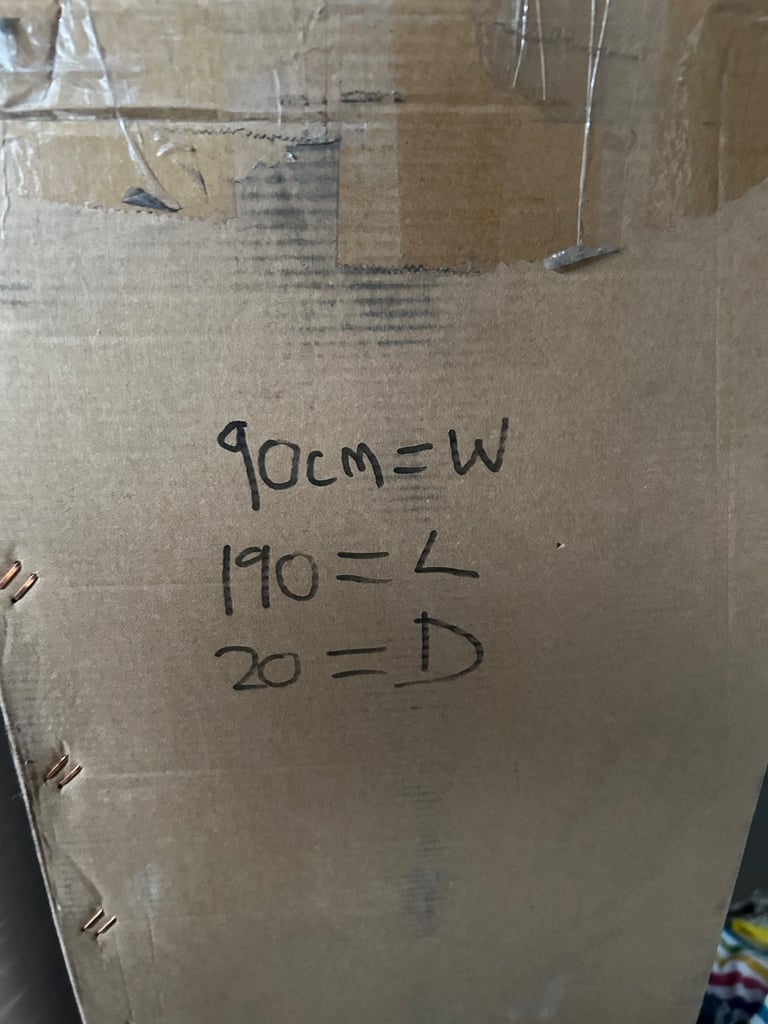 90cm = W
190 = L
20 = D